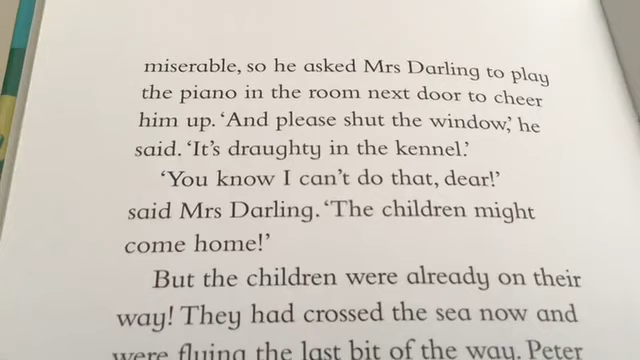 miserable, so he asked Mrs Darling to play
the piano in the room next door to cheer
him up. ‘And please shut the window,’ he
said. ‘It’s draughty in the kennel.’
‘You know I can’t do that, dear!’
said Mrs Darling. ‘The children might
come home!’
But the children were already on their
way! They had crossed the sea now and
were flying the last bit of the way. Peter